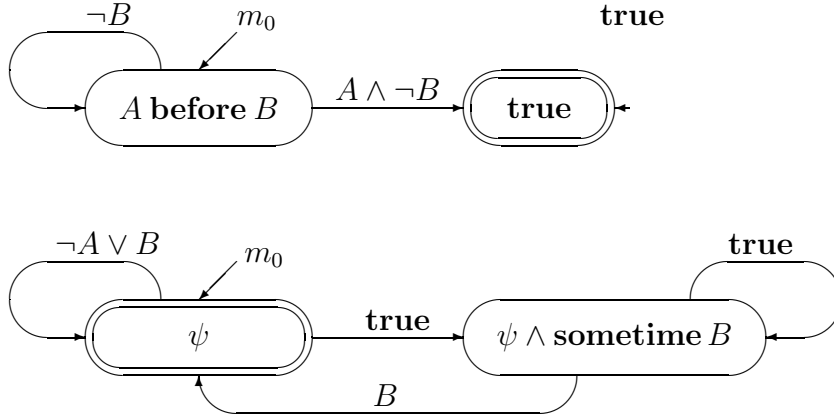 ¬B m₀ true
A before B A ∧ ¬B true
¬A ∨ B m₀ true
ψ true ψ ∧ sometime B
B